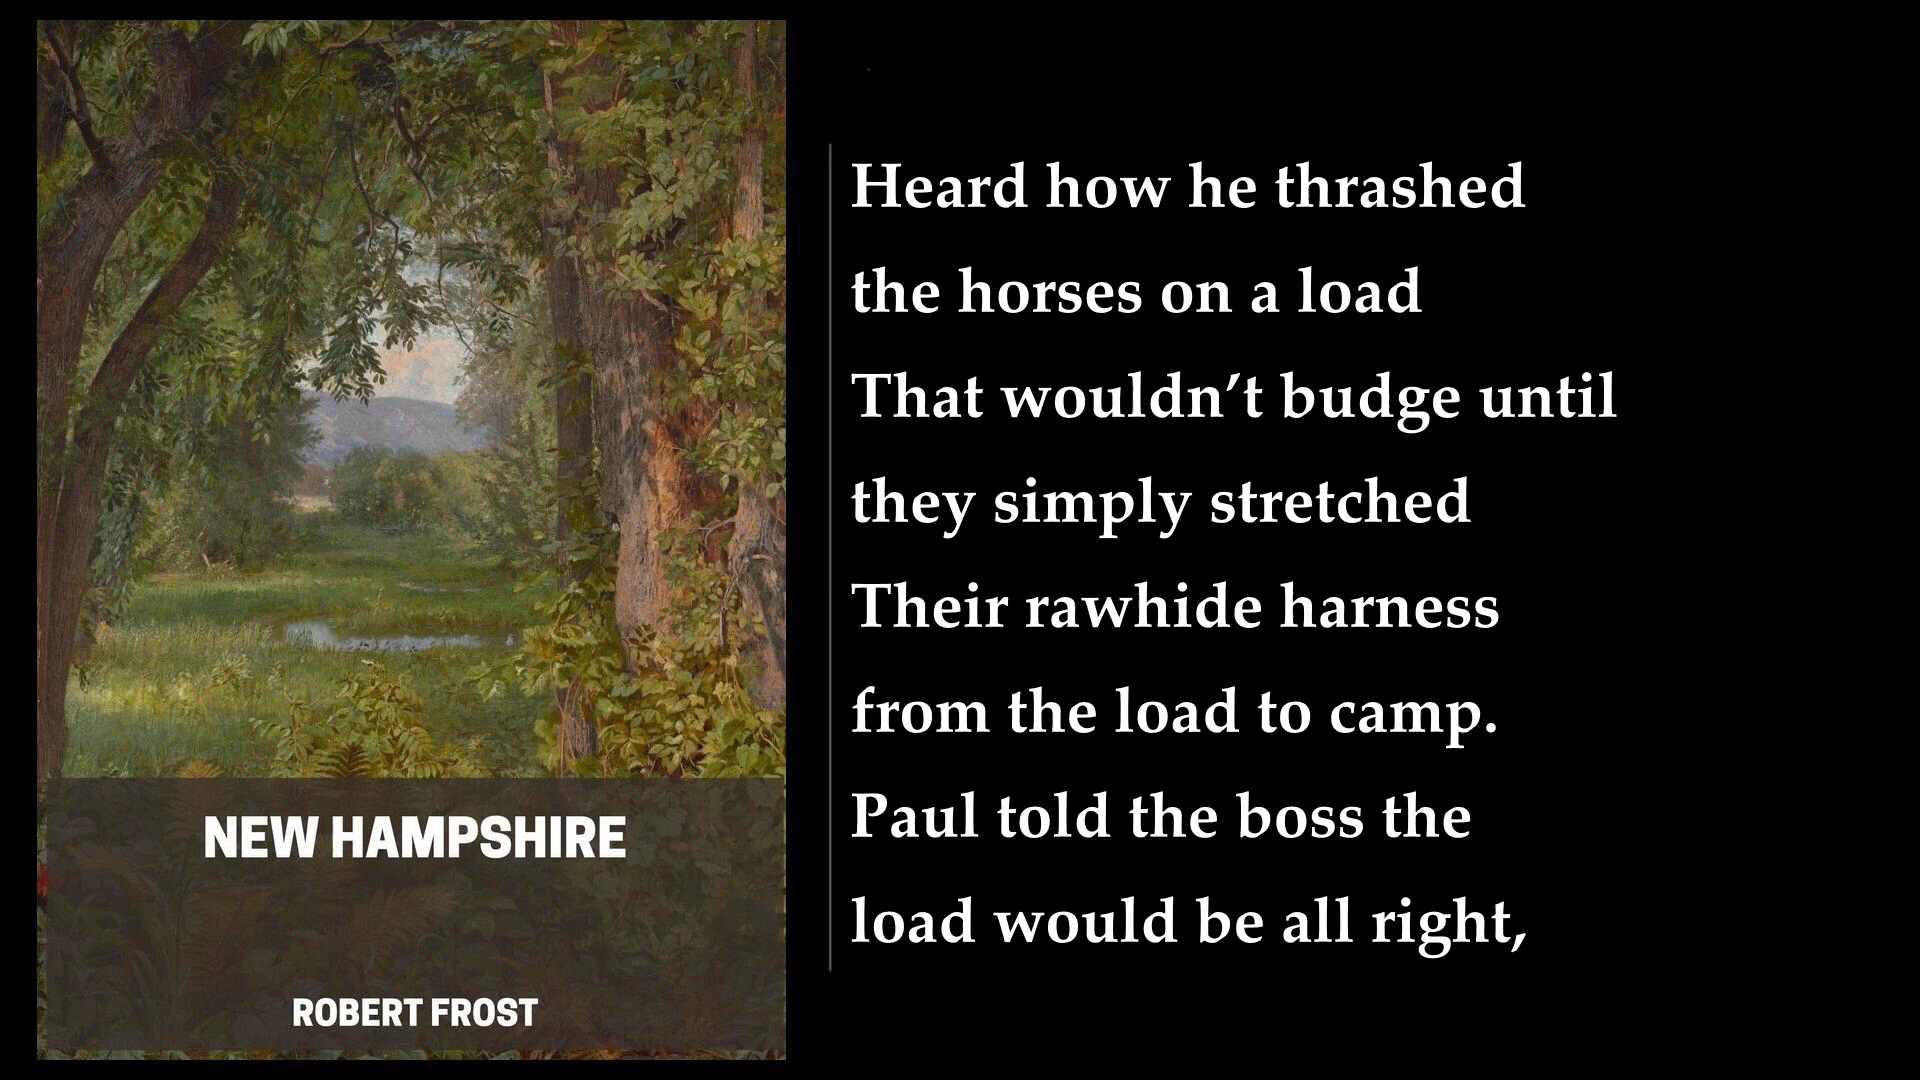 NEW HAMPSHIRE
ROBERT FROST
Heard how he thrashed
the horses on a load
That wouldn’t budge until
they simply stretched
Their rawhide harness
from the load to camp.
Paul told the boss the
load would be all right,